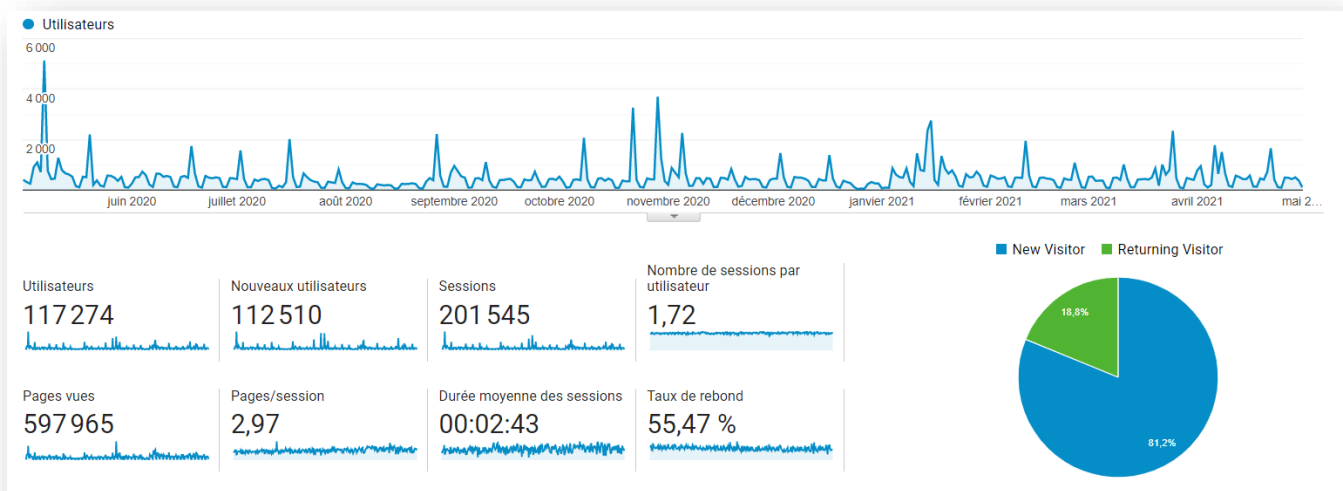 Utilisateurs
6 000
4 000
2 000
juin 2020 juillet 2020 août 2020 septembre 2020 octobre 2020 novembre 2020 décembre 2020 janvier 2021 février 2021 mars 2021 avril 2021 mai 2…
New Visitor Returning Visitor
Utilisateurs
117 274
Nouveaux utilisateurs
112 510
Sessions
201 545
Nombre de sessions par
utilisateur
1,72
Pages vues
597 965
Pages/session
2,97
Durée moyenne des sessions
00:02:43
Taux de rebond
55,47 %
18,8%
81,2%